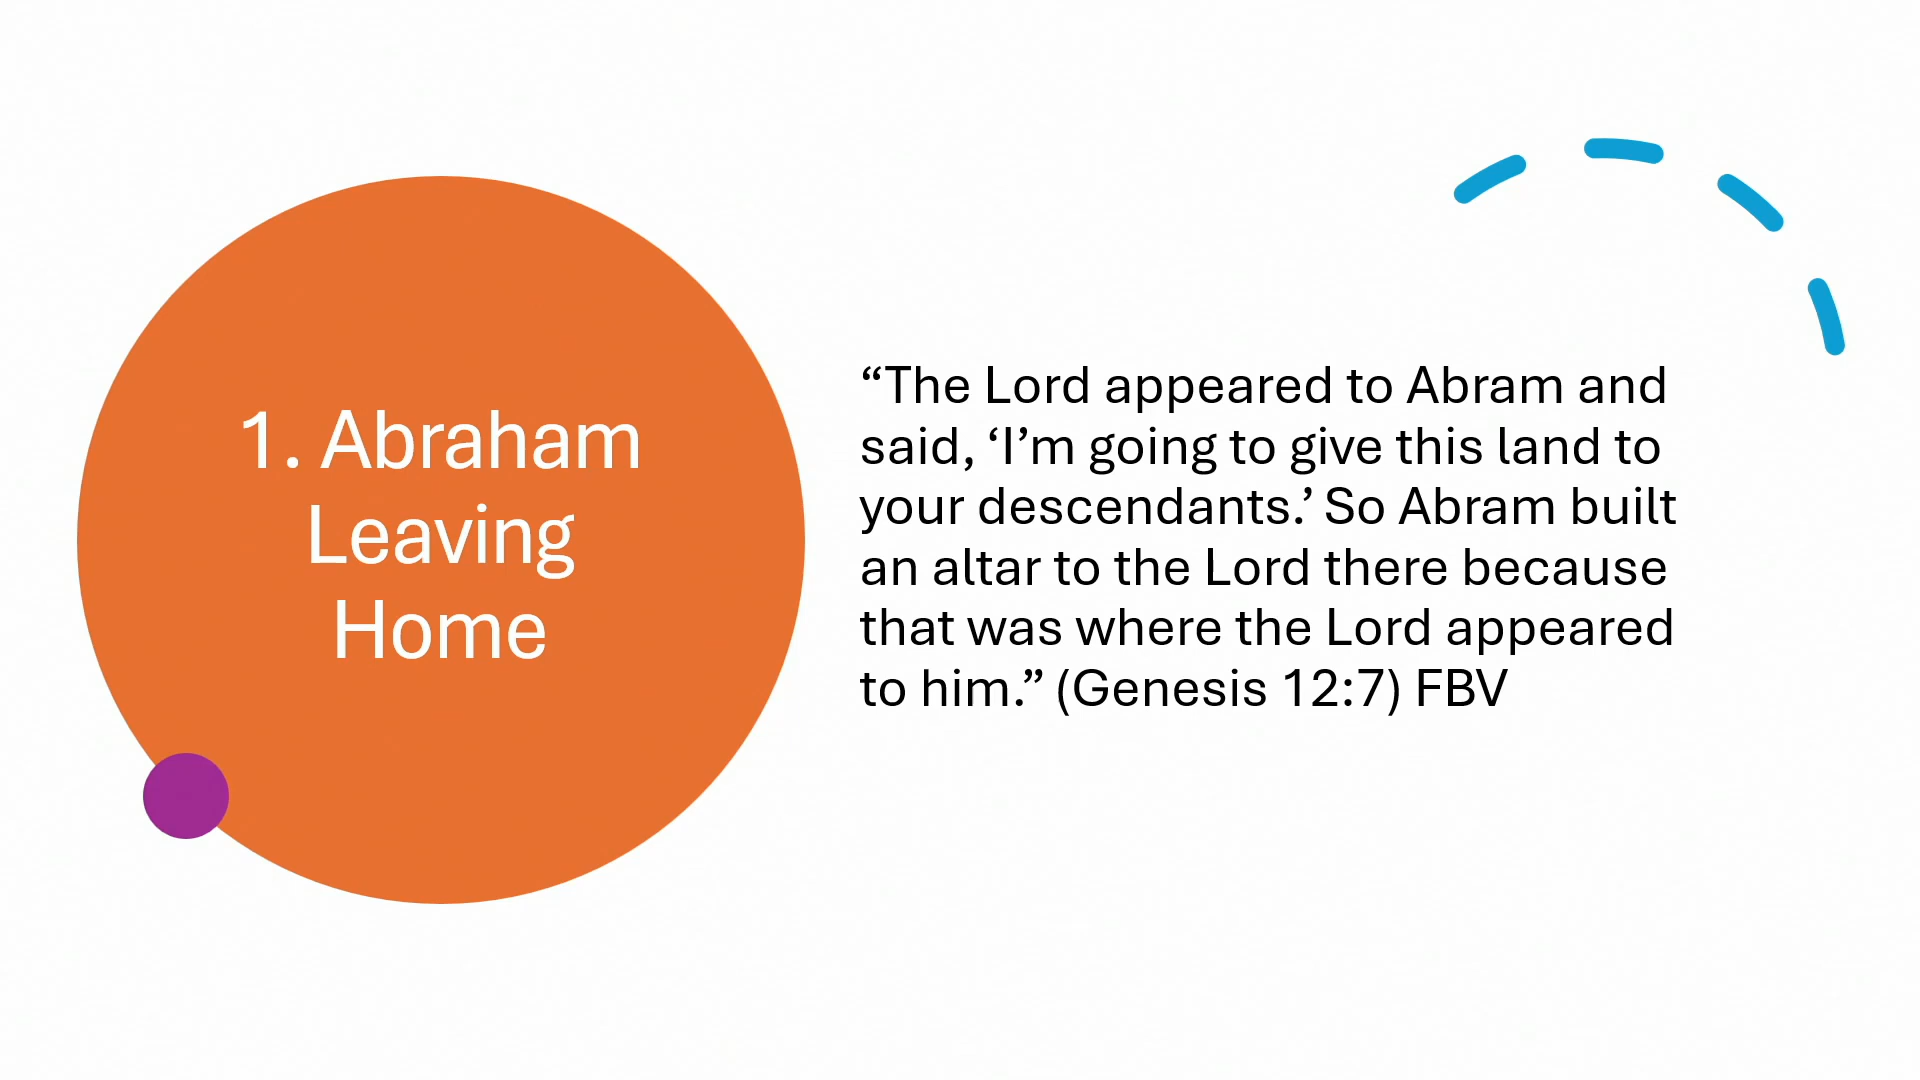 1. Abraham
Leaving
Home
“The Lord appeared to Abram and
said, ‘I’m going to give this land to
your descendants.’ So Abram built
an altar to the Lord there because
that was where the Lord appeared
to him.” (Genesis 12:7) FBV